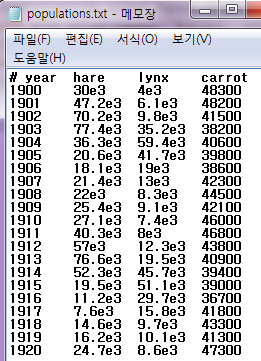 populations.txt - 메모장
파일(F) 편집(E) 서식(O) 보기(V)
도움말(H)
# year hare lynx carrot
1900 30e3 4e3 48300
1901 47.2e3 6.1e3 48200
1902 70.2e3 9.8e3 41500
1903 77.4e3 35.2e3 38200
1904 36.3e3 59.4e3 40600
1905 20.6e3 41.7e3 39800
1906 18.1e3 19e3 38600
1907 21.4e3 13e3 42300
1908 22e3 8.3e3 44500
1909 25.4e3 9.1e3 42100
1910 27.1e3 7.4e3 46000
1911 40.3e3 8e3 46800
1912 57e3 12.3e3 43800
1913 76.6e3 19.5e3 40900
1914 52.3e3 45.7e3 39400
1915 19.5e3 51.1e3 39000
1916 11.2e3 29.7e3 36700
1917 7.6e3 15.8e3 41800
1918 14.6e3 9.7e3 43300
1919 16.2e3 10.1e3 41300
1920 24.7e3 8.6e3 47300